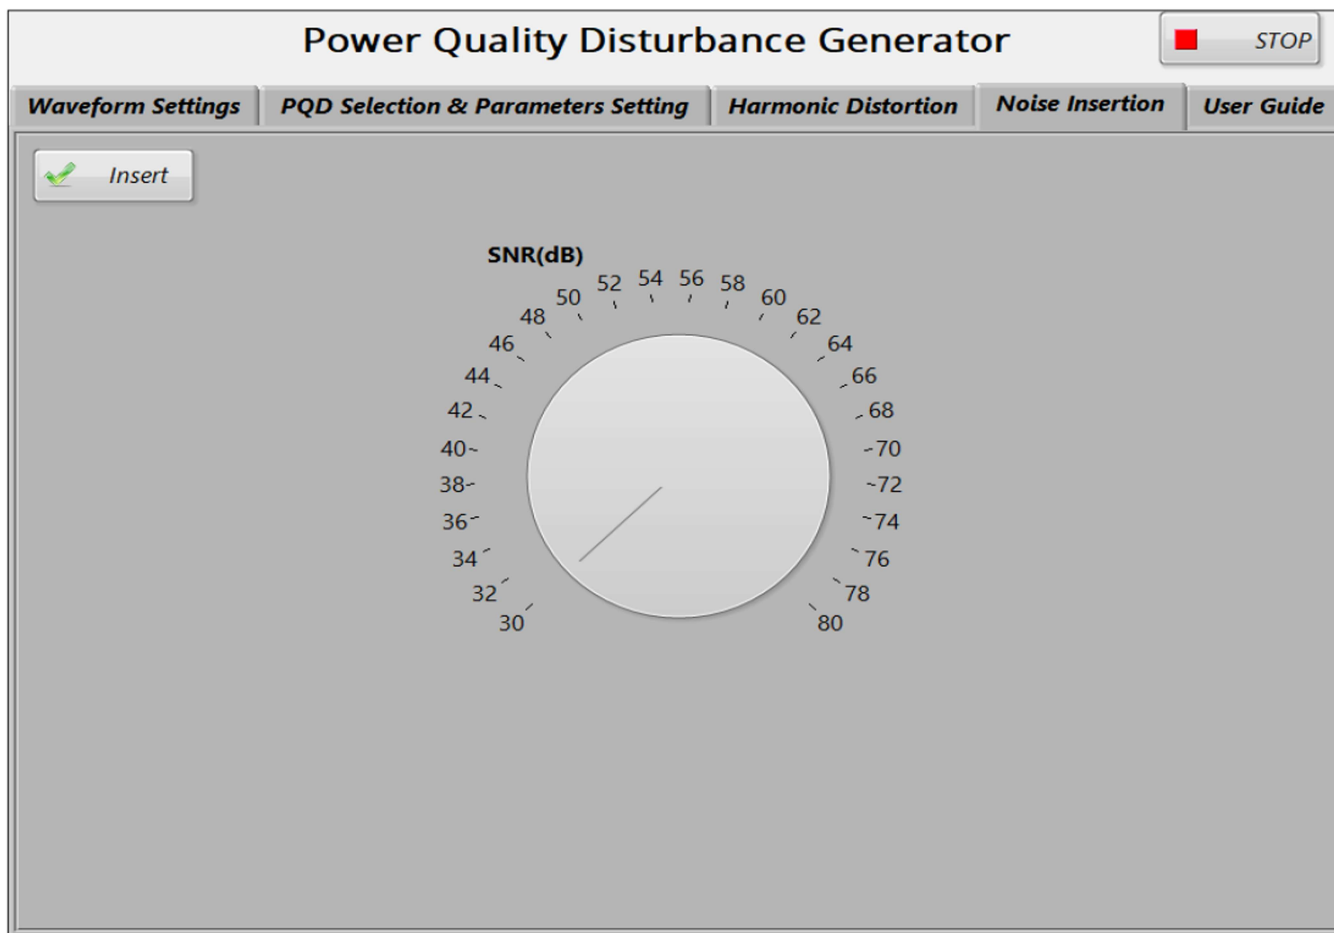 Power Quality Disturbance Generator
STOP
Waveform Settings
PQD Selection & Parameters Setting
Harmonic Distortion
Noise Insertion
User Guide
Insert
SNR(dB)
30
32
34
36
38
40
42
44
46
48
50
52
54
56
58
60
62
64
66
68
70
72
74
76
78
80